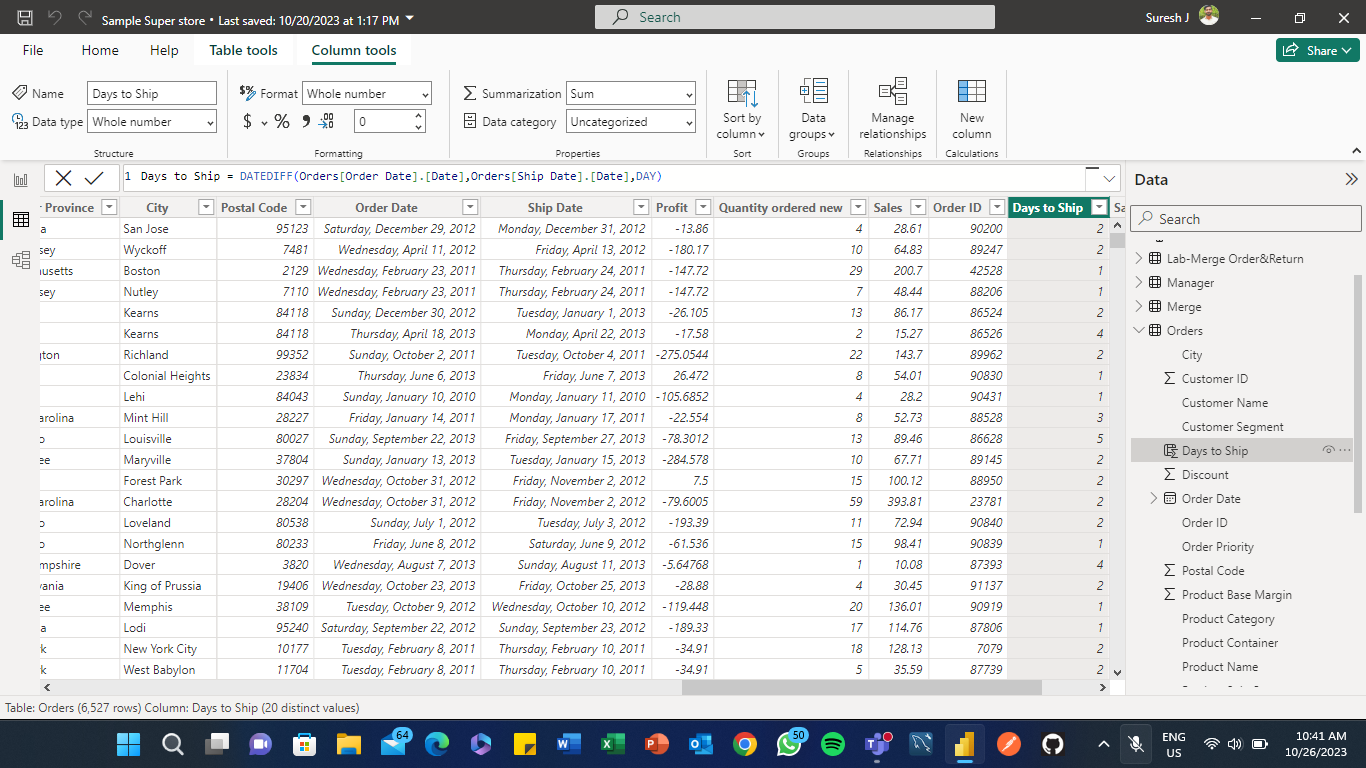 Sample Super store • Last saved: 10/20/2023 at 1:17 PM
Search
Suresh J
File Home Help Table tools Column tools
Share
Name Days to Ship
$% Format Whole number
Summarization Sum
Sort by column
Data groups
Manage relationships
New column
Data type Whole number
$ % 9 .00 0
Data category Uncategorized
Structure Formatting Properties Sort Groups Relationships Calculations
1 Days to Ship = DATEDIFF(Orders[Order Date].[Date],Orders[Ship Date].[Date],DAY)
Province City Postal Code Order Date Ship Date Profit Quantity ordered new Sales Order ID Days to Ship Sa
a San Jose 95123 Saturday, December 29, 2012 Monday, December 31, 2012 -13.86 4 28.61 90200 2
sey Wyckoff 7481 Wednesday, April 11, 2012 Friday, April 13, 2012 -180.17 10 64.83 89247 2
usetts Boston 2129 Wednesday, February 23, 2011 Thursday, February 24, 2011 -147.72 29 200.7 42528 1
sey Nutley 7110 Wednesday, February 23, 2011 Thursday, February 24, 2011 -147.72 7 48.44 88206 1
Kearns 84118 Sunday, December 30, 2012 Tuesday, January 1, 2013 -26.105 13 86.17 86524 2
Kearns 84118 Thursday, April 18, 2013 Monday, April 22, 2013 -17.58 2 15.27 86526 4
gton Richland 99352 Sunday, October 2, 2011 Tuesday, October 4, 2011 -275.0544 22 143.7 89962 2
Colonial Heights 23834 Thursday, June 6, 2013 Friday, June 7, 2013 26.472 8 54.01 90830 1
Lehi 84043 Sunday, January 10, 2010 Monday, January 11, 2010 -105.6852 4 28.2 90431 1
arolina Mint Hill 28227 Friday, January 14, 2011 Monday, January 17, 2011 -22.554 8 52.73 88528 3
o Louisville 80027 Sunday, September 22, 2013 Friday, September 27, 2013 -78.3012 13 89.46 86628 5
ee Maryville 37804 Sunday, January 13, 2013 Tuesday, January 15, 2013 -284.578 10 67.71 89145 2
Forest Park 30297 Wednesday, October 31, 2012 Friday, November 2, 2012 7.5 15 100.12 88950 2
arolina Charlotte 28204 Wednesday, October 31, 2012 Friday, November 2, 2012 -79.6005 59 393.81 23781 2
o Loveland 80538 Sunday, July 1, 2012 Tuesday, July 3, 2012 -193.39 11 72.94 90840 2
o Northglenn 80233 Friday, June 8, 2012 Saturday, June 9, 2012 -61.536 15 98.41 90839 1
mpshire Dover 3820 Wednesday, August 7, 2013 Sunday, August 11, 2013 -5.64768 1 10.08 87393 4
vania King of Prussia 19406 Wednesday, October 23, 2013 Friday, October 25, 2013 -28.88 4 30.45 91137 2
ee Memphis 38109 Tuesday, October 9, 2012 Wednesday, October 10, 2012 -119.448 20 136.01 90919 1
a Lodi 95240 Saturday, September 22, 2012 Sunday, September 23, 2012 -189.33 17 114.76 87806 1
k New York City 10177 Tuesday, February 8, 2011 Thursday, February 10, 2011 -34.91 18 128.13 7079 2
k West Babylon 11704 Tuesday, February 8, 2011 Thursday, February 10, 2011 -34.91 5 35.59 87739 2
Data
Search
Lab-Merge Order&Return
Manager
Merge
Orders
City
Customer ID
Customer Name
Customer Segment
Days to Ship
Discount
Order Date
Order ID
Order Priority
Postal Code
Product Base Margin
Product Category
Product Container
Product Name
Table: Orders (6,527 rows) Column: Days to Ship (20 distinct values)
64
50
ENG
US
10:41 AM
10/26/2023